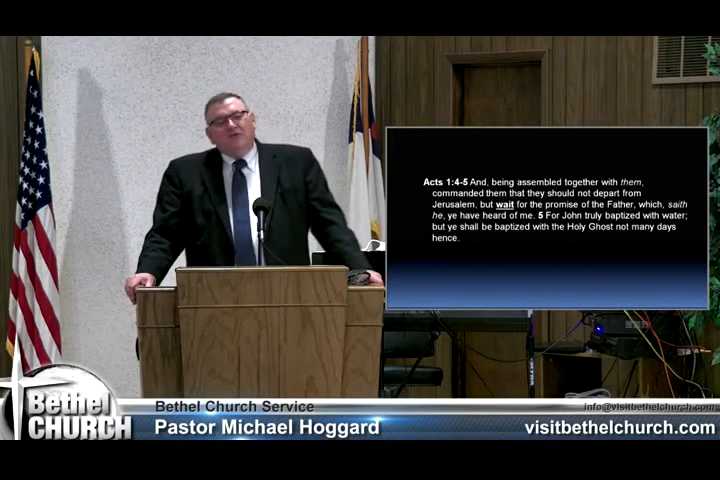 Acts 1:4-5 And, being assembled together with them,
commanded them that they should not depart from
Jerusalem, but wait for the promise of the Father, which, saith
he, ye have heard of me. 5 For John truly baptized with water;
but ye shall be baptized with the Holy Ghost not many days
hence.
Bethel
CHURCH
Bethel Church Service
info@visitbethelchurch.com
Pastor Michael Hoggard
visitbethelchurch.com